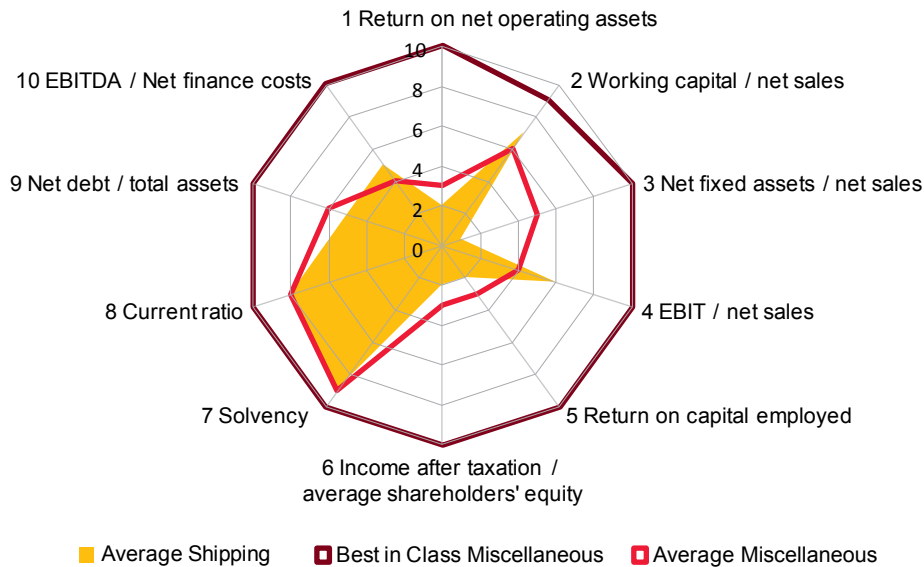 1 Return on net operating assets
10
10 EBITDA / Net finance costs
2 Working capital / net sales
8
6
9 Net debt / total assets
3 Net fixed assets / net sales
4
2
0
8 Current ratio
4 EBIT / net sales
7 Solvency
5 Return on capital employed
6 Income after taxation /
average shareholders' equity
Average Shipping
Best in Class Miscellaneous
Average Miscellaneous